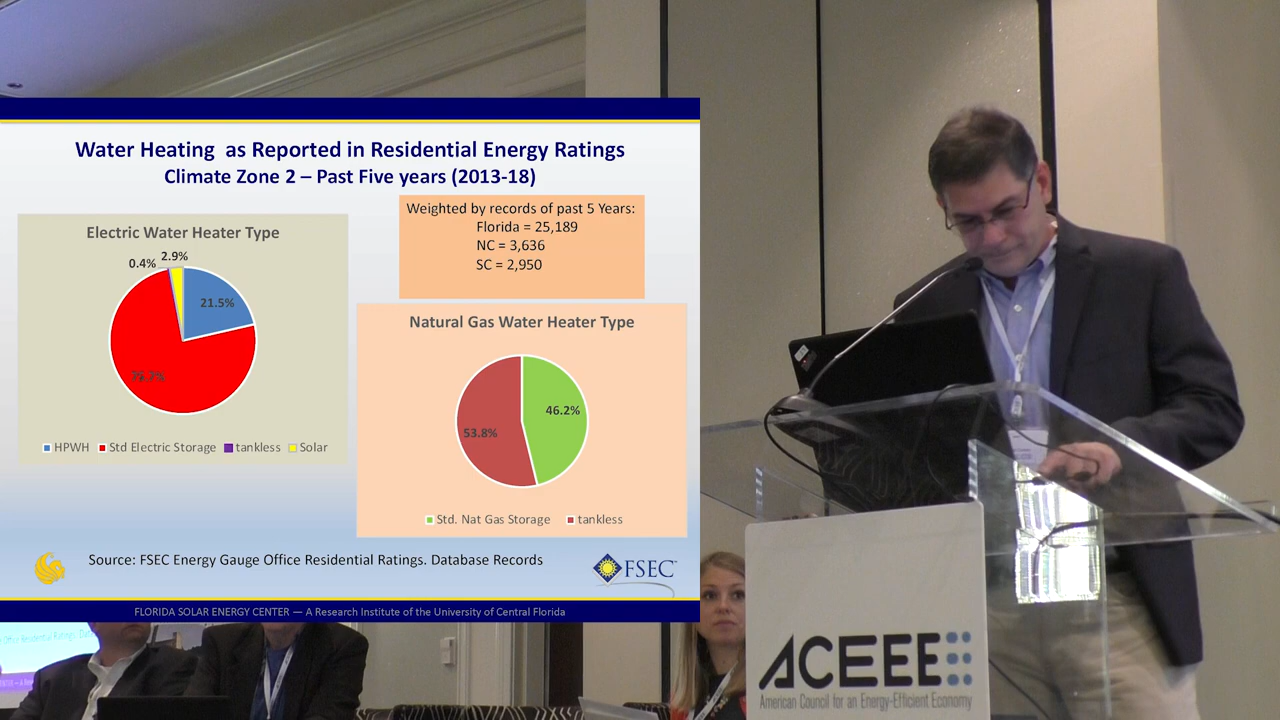 Water Heating as Reported in Residential Energy Ratings
Climate Zone 2 – Past Five years (2013-18)
Weighted by records of past 5 Years:
Florida = 25,189
NC = 3,636
SC = 2,950
Electric Water Heater Type
0.4%
2.9%
21.5%
HPWH
Std Electric Storage
tankless
Solar
Natural Gas Water Heater Type
46.2%
53.8%
Std. Nat Gas Storage
tankless
Source: FSEC Energy Gauge Office Residential Ratings. Database Records
FSEC
FLORIDA SOLAR ENERGY CENTER — A Research Institute of the University of Central Florida
ACEEE
American Council for an Energy-Efficient Economy